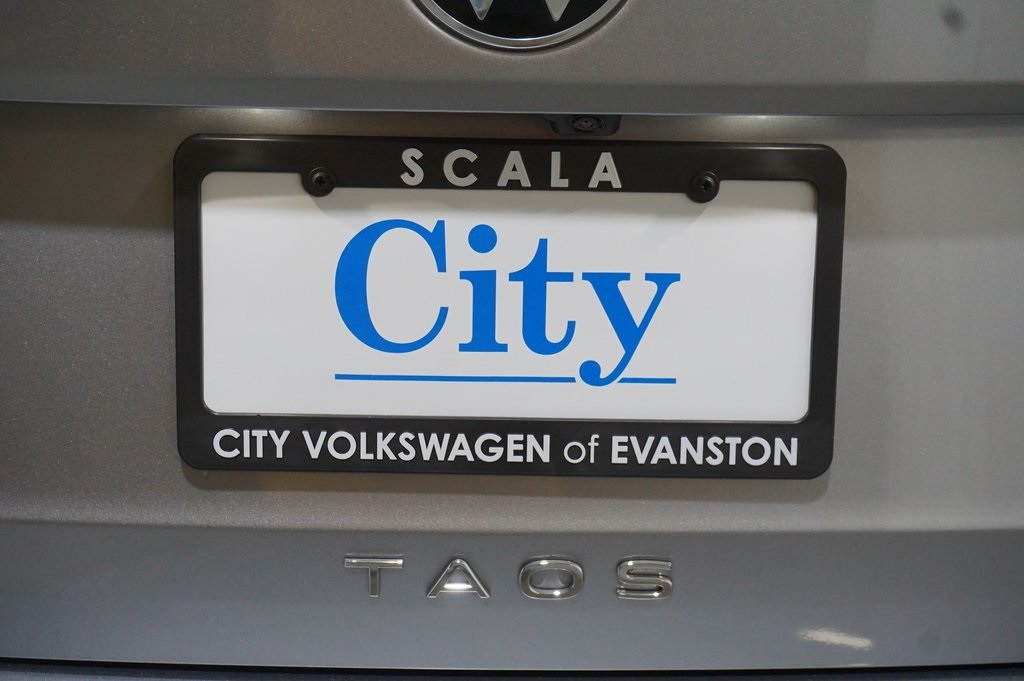 SCALA
City
CITY VOLKSWAGEN of EVANSTON
TAOS